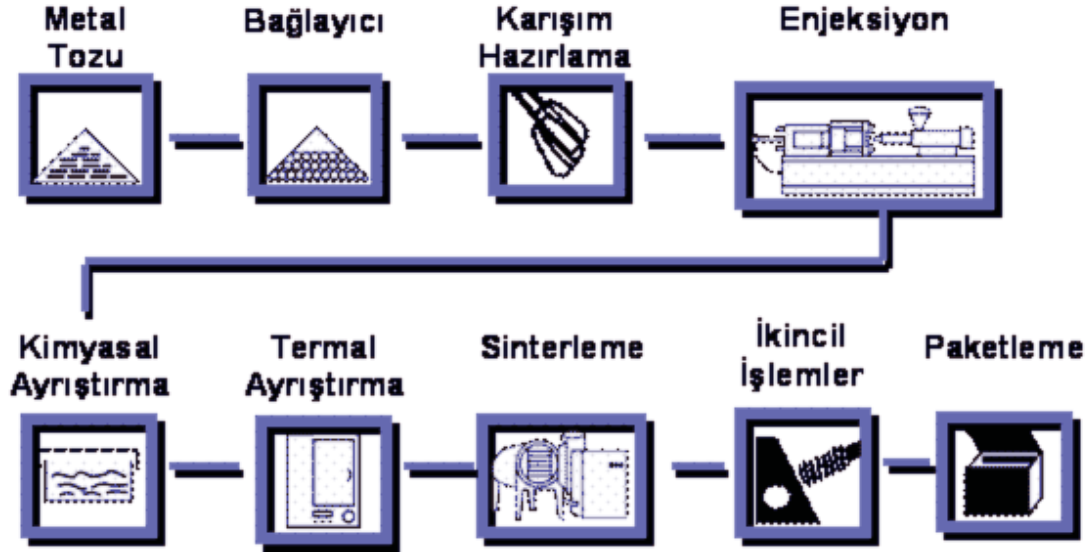 Metal
Tozu
Bağlayıcı
Karışım
Hazırlama
Enjeksiyon
Kimyasal
Ayrıştırma
Termal
Ayrıştırma
Sinterleme
İkincil
İşlemler
Paketleme